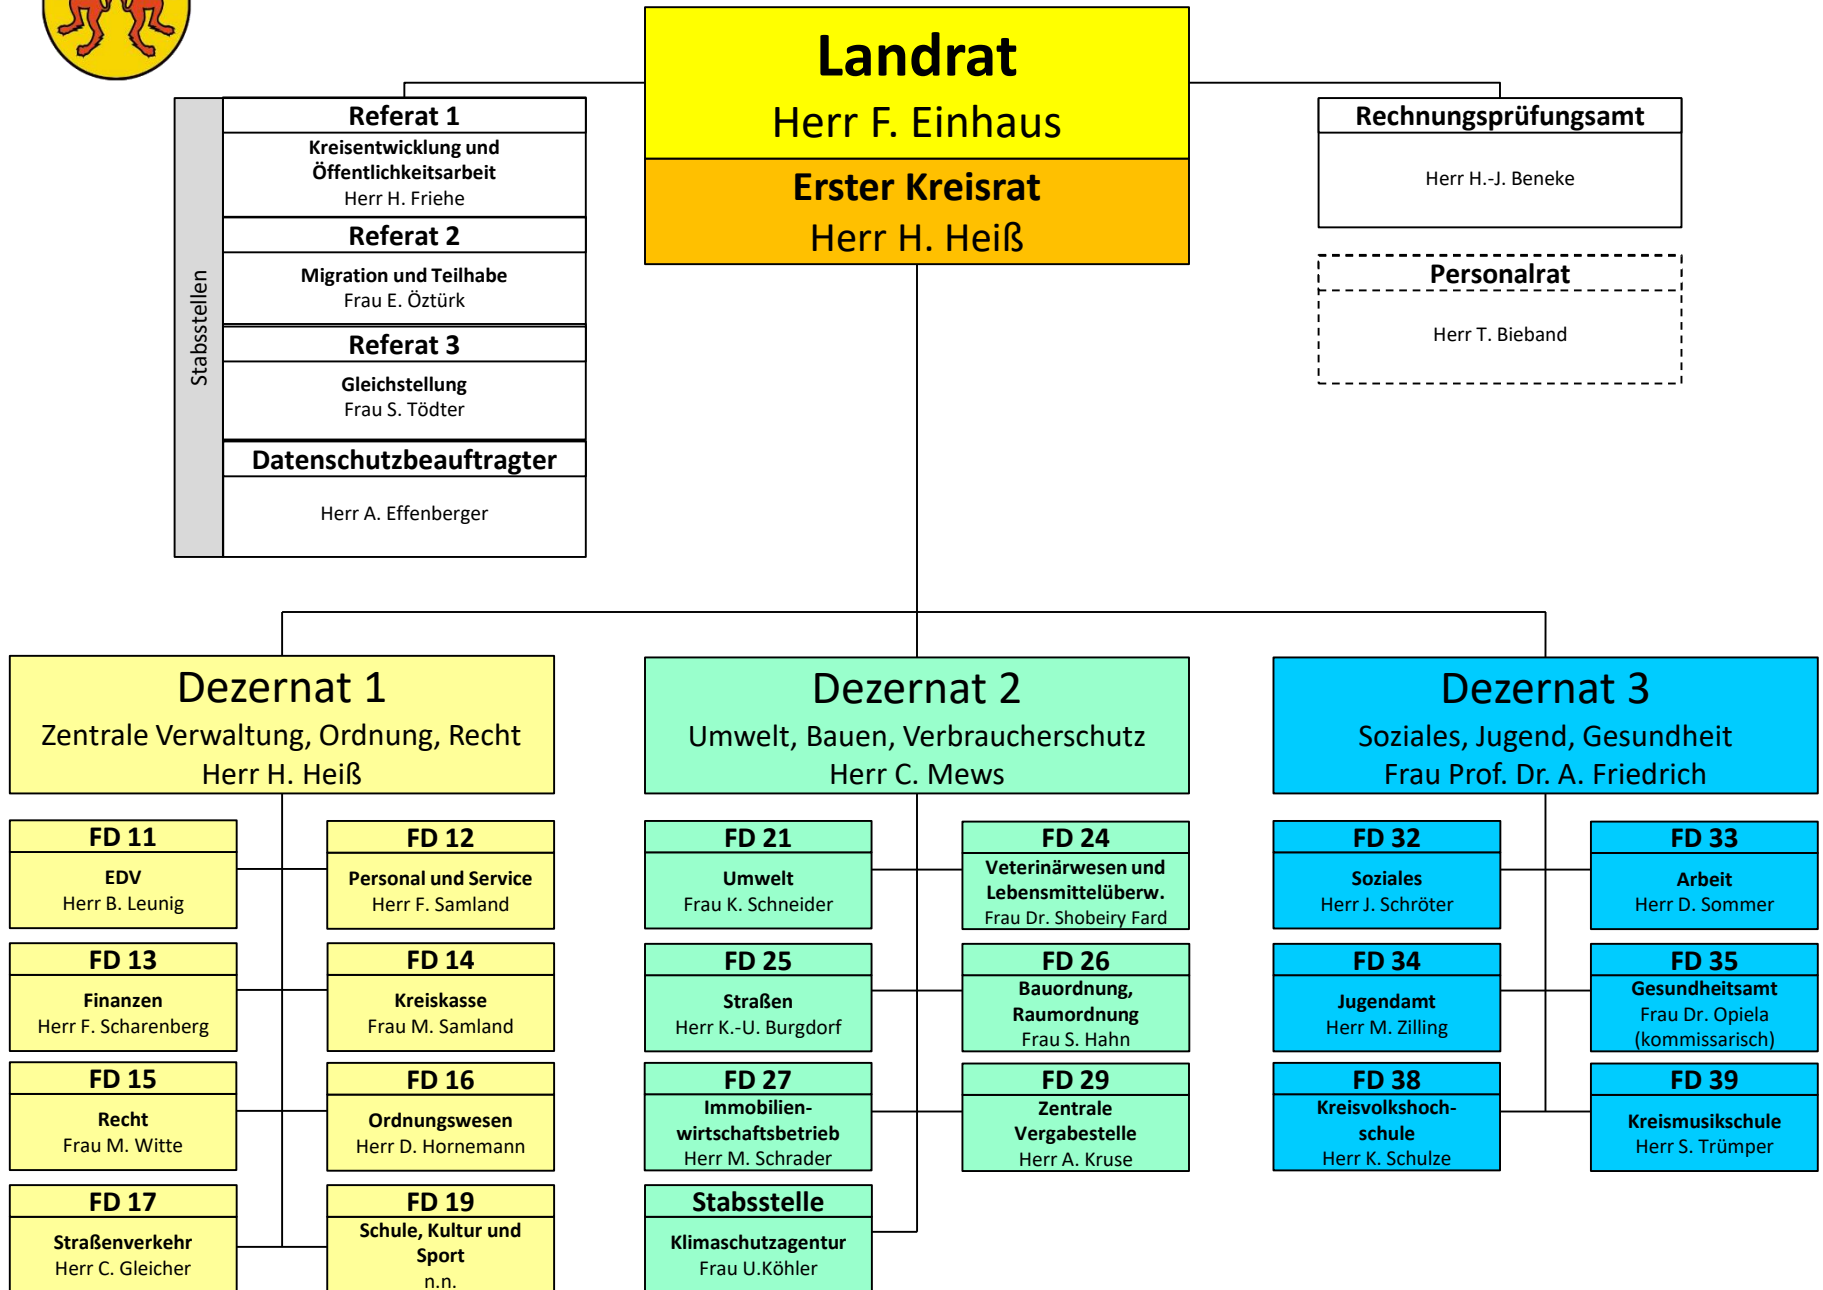 Landrat
Herr F. Einhaus
Erster Kreisrat
Herr H. Heiß
Stabsstellen
Referat 1
Kreisentwicklung und
Öffentlichkeitsarbeit
Herr H. Friehe
Referat 2
Migration und Teilhabe
Frau E. Öztürk
Referat 3
Gleichstellung
Frau S. Tödter
Datenschutzbeauftragter
Herr A. Effenberger
Rechnungsprüfungsamt
Herr H.-J. Beneke
Personalrat
Herr T. Bieband
Dezernat 1
Zentrale Verwaltung, Ordnung, Recht
Herr H. Heiß
FD 11
EDV
Herr B. Leunig
FD 12
Personal und Service
Herr F. Samland
FD 13
Finanzen
Herr F. Scharenberg
FD 14
Kreiskasse
Frau M. Samland
FD 15
Recht
Frau M. Witte
FD 16
Ordnungswesen
Herr D. Hornemann
FD 17
Straßenverkehr
Herr C. Gleicher
FD 19
Schule, Kultur und
Sport
n.n.
Dezernat 2
Umwelt, Bauen, Verbraucherschutz
Herr C. Mews
FD 21
Umwelt
Frau K. Schneider
FD 24
Veterinärwesen und
Lebensmittelüberw.
Frau Dr. Shobeiry Fard
FD 25
Straßen
Herr K.-U. Burgdorf
FD 26
Bauordnung,
Raumordnung
Frau S. Hahn
FD 27
Immobilien-
wirtschaftsbetrieb
Herr M. Schrader
FD 29
Zentrale
Vergabestelle
Herr A. Kruse
Stabsstelle
Klimaschutzagentur
Frau U.Köhler
Dezernat 3
Soziales, Jugend, Gesundheit
Frau Prof. Dr. A. Friedrich
FD 32
Soziales
Herr J. Schröter
FD 33
Arbeit
Herr D. Sommer
FD 34
Jugendamt
Herr M. Zilling
FD 35
Gesundheitsamt
Frau Dr. Opiela
(kommissarisch)
FD 38
Kreisvolkshoch-
schule
Herr K. Schulze
FD 39
Kreismusikschule
Herr S. Trümper